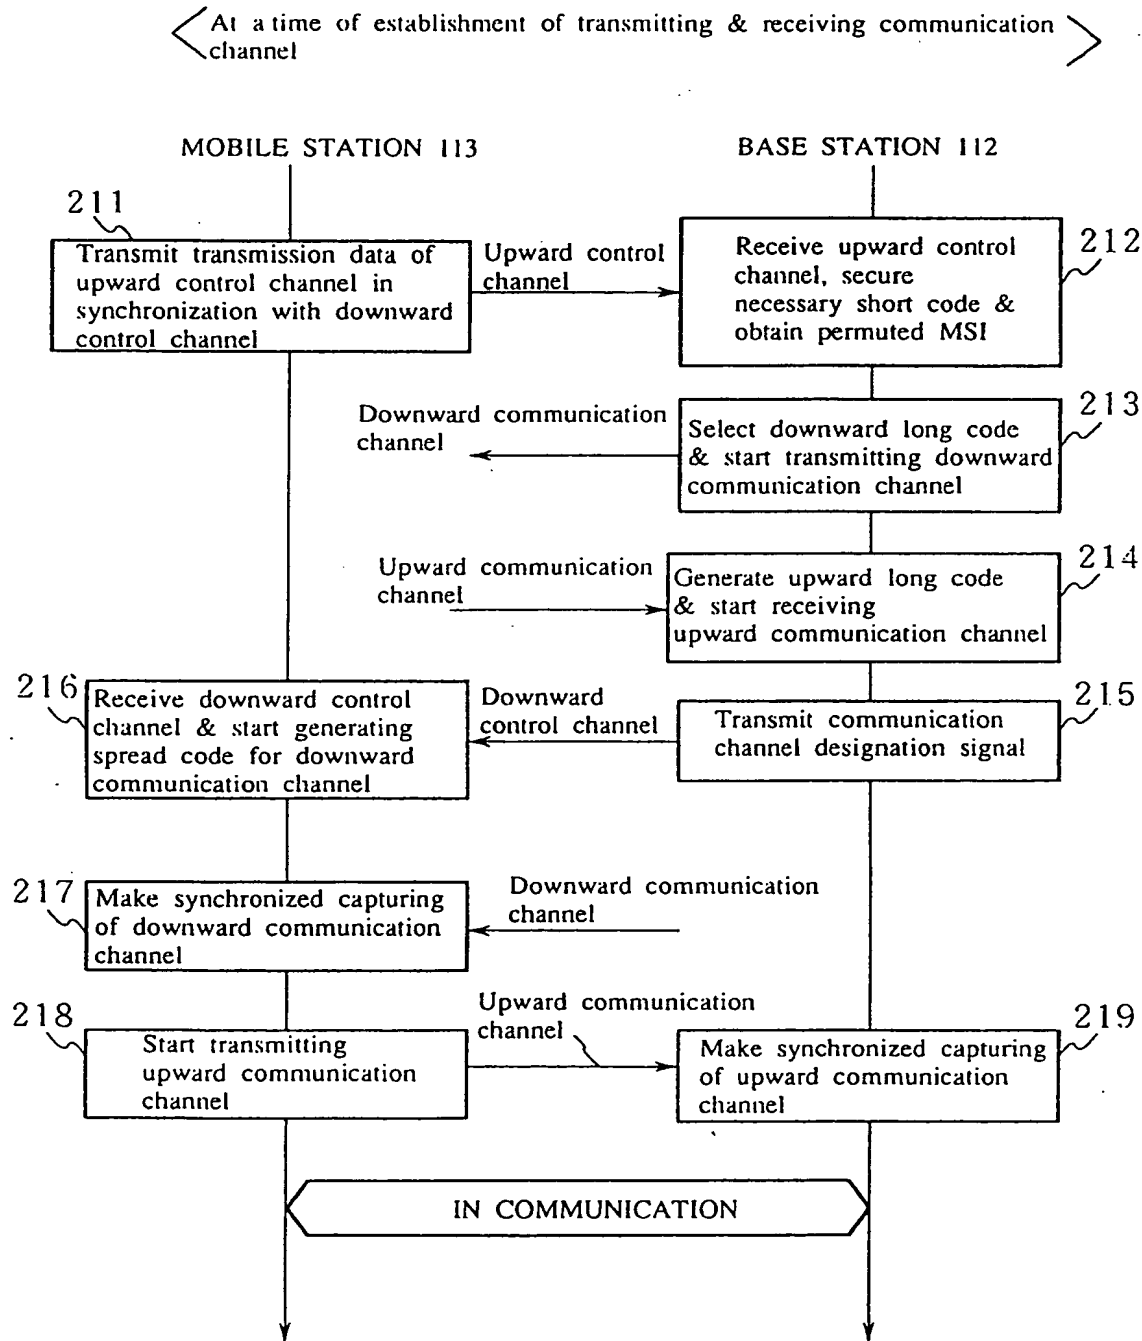 At a time of establishment of transmitting & receiving communication
channel
MOBILE STATION 113
BASE STATION 112
211
Transmit transmission data of
upward control channel in
synchronization with downward
control channel
Upward control
channel
212
Receive upward control
channel, secure
necessary short code &
obtain permuted MSI
Downward communication
channel
213
Select downward long code
& start transmitting downward
communication channel
Upward communication
channel
214
Generate upward long code
& start receiving
upward communication channel
216
Receive downward control
channel & start generating
spread code for downward
communication channel
Downward
control channel
215
Transmit communication
channel designation signal
217
Make synchronized capturing
of downward communication
channel
Downward communication
channel
218
Start transmitting
upward communication
channel
Upward communication
channel
219
Make synchronized capturing
of upward communication
channel
IN COMMUNICATION